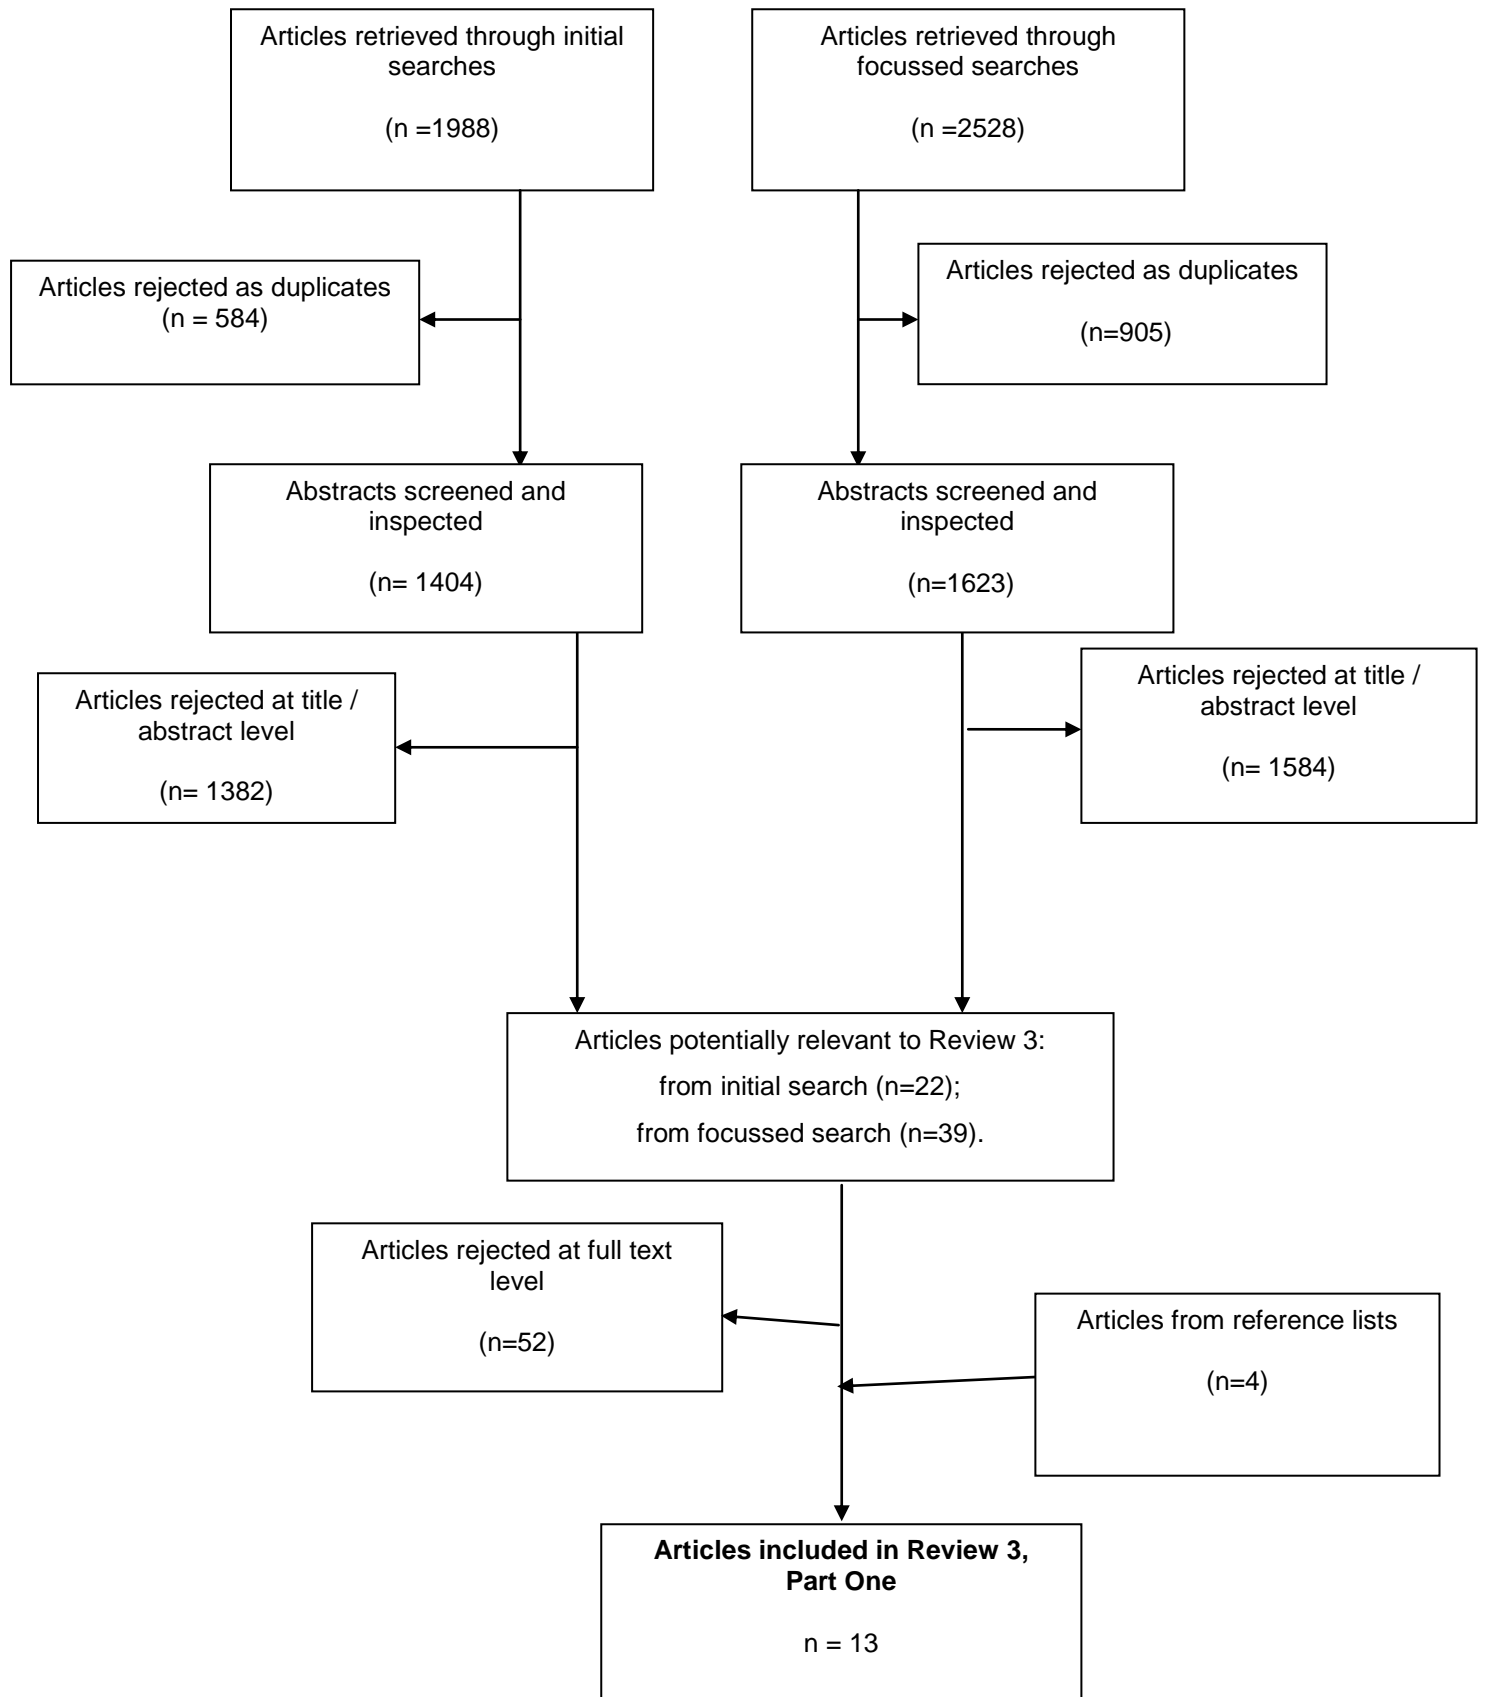 Articles retrieved through initial
searches
(n =1988)
Articles retrieved through
focussed searches
(n =2528)
Articles rejected as duplicates
(n = 584)
Articles rejected as duplicates
(n=905)
Abstracts screened and
inspected
(n= 1404)
Abstracts screened and
inspected
(n=1623)
Articles rejected at title /
abstract level
(n= 1382)
Articles rejected at title /
abstract level
(n= 1584)
Articles potentially relevant to Review 3:
from initial search (n=22);
from focussed search (n=39).
Articles rejected at full text
level
(n=52)
Articles from reference lists
(n=4)
Articles included in Review 3,
Part One
n = 13